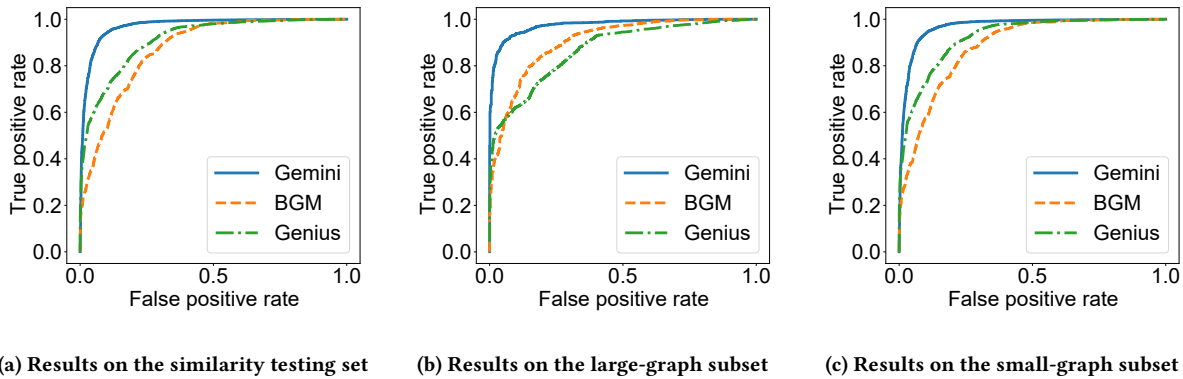 1.0
0.8
0.6
0.4
0.2
0.0
True positive rate
Gemini
BGM
Genius
0.0 0.5 1.0
False positive rate
(a) Results on the similarity testing set
1.0
0.8
0.6
0.4
0.2
0.0
True positive rate
Gemini
BGM
Genius
0.0 0.5 1.0
False positive rate
(b) Results on the large-graph subset
1.0
0.8
0.6
0.4
0.2
0.0
True positive rate
Gemini
BGM
Genius
0.0 0.5 1.0
False positive rate
(c) Results on the small-graph subset